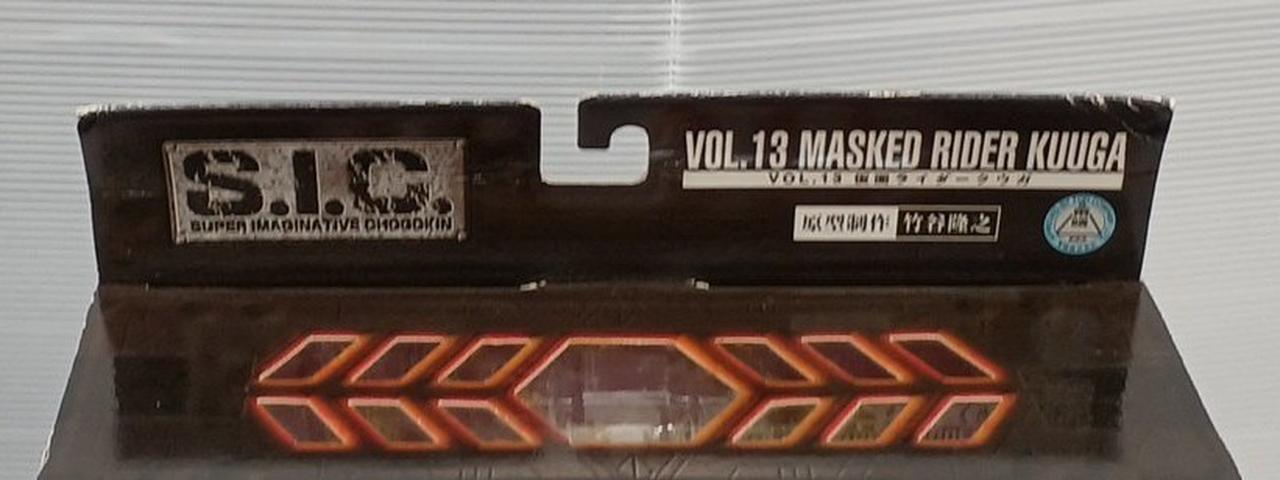 S.I.C.
SUPER IMAGINATIVE CHOGOKIN
VOL.13 MASKED RIDER KUUGA
VOL.13 仮面ライダークウガ
原型制作 竹谷隆之